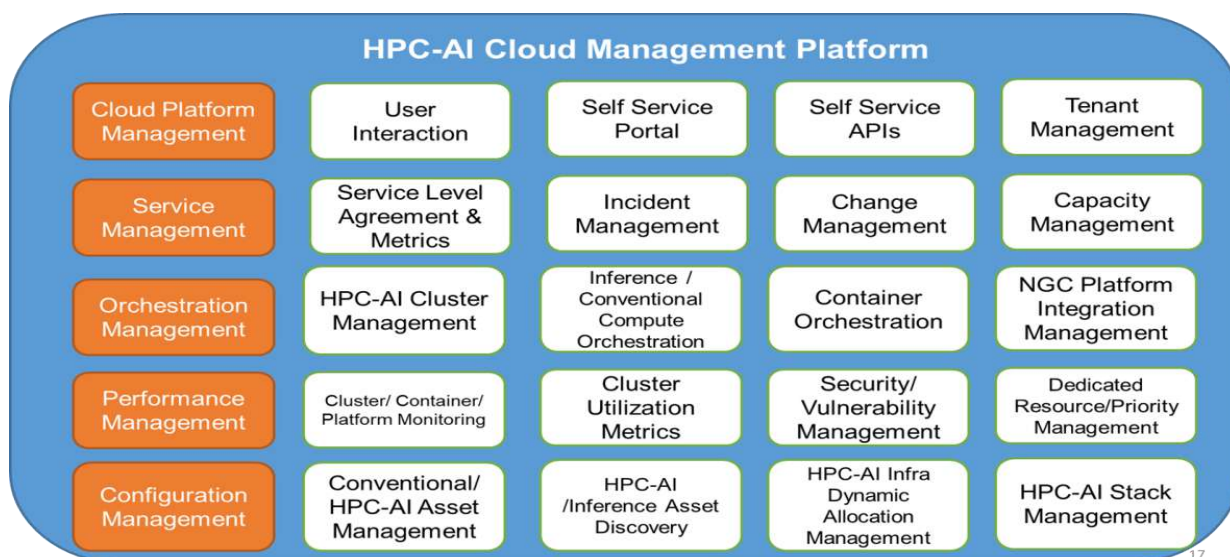 HPC-AI Cloud Management Platform
Cloud Platform
Management
User
Interaction
Self Service
Portal
Self Service
APIs
Tenant
Management
Service
Management
Service Level
Agreement &
Metrics
Incident
Management
Change
Management
Capacity
Management
Orchestration
Management
HPC-AI Cluster
Management
Inference /
Conventional
Compute
Orchestration
Container
Orchestration
NGC Platform
Integration
Management
Performance
Management
Cluster/ Container/
Platform Monitoring
Cluster
Utilization
Metrics
Security/
Vulnerability
Management
Dedicated
Resource/Priority
Management
Configuration
Management
Conventional/
HPC-AI Asset
Management
HPC-AI
/Inference Asset
Discovery
HPC-AI Infra
Dynamic
Allocation
Management
HPC-AI Stack
Management
17